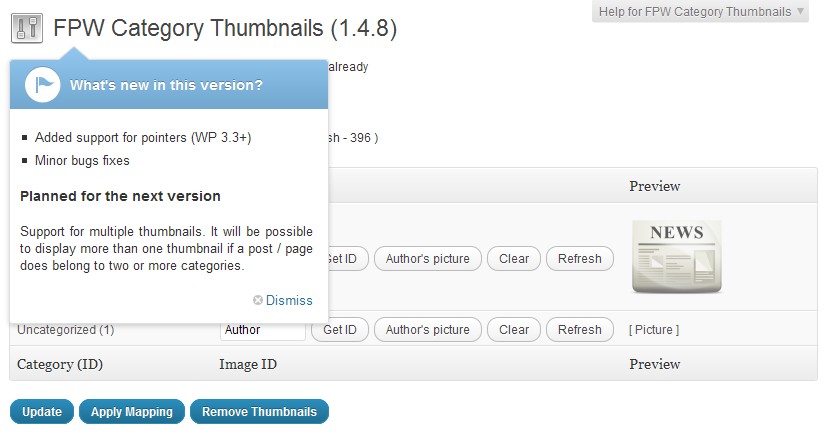 FPW Category Thumbnails (1.4.8)
Help for FPW Category Thumbnails
What's new in this version?
already
Added support for pointers (WP 3.3+)
sh - 396 )
Minor bugs fixes
Planned for the next version
Preview
Support for multiple thumbnails. It will be possible
to display more than one thumbnail if a post / page
does belong to two or more categories.
NEWS
Get ID Author's picture Clear Refresh
Dismiss
Uncategorized (1) Author Get ID Author's picture Clear Refresh [ Picture ]
Category (ID) Image ID Preview
Update Apply Mapping Remove Thumbnails